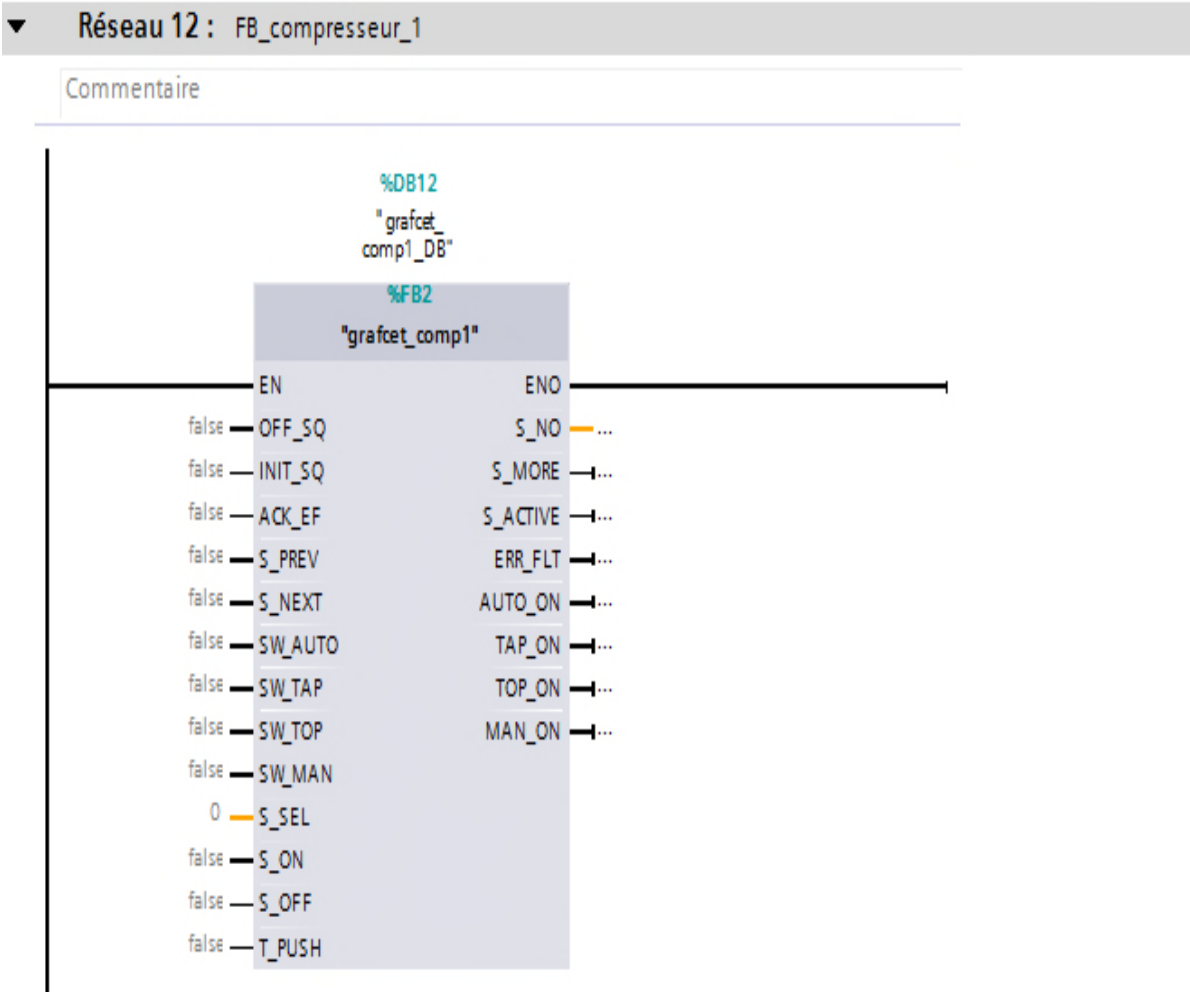 Réseau 12 : FB_compresseur_1
Commentaire
%DB12
"grafcet_
comp1_DB"
%FB2
"grafcet_comp1"
EN ENO
false OFF_SQ S_NO ...
false INIT_SQ S_MORE ...
false ACK_EF S_ACTIVE ...
false S_PREV ERR_FLT ...
false S_NEXT AUTO_ON ...
false SW_AUTO TAP_ON ...
false SW_TAP TOP_ON ...
false SW_TOP MAN_ON ...
false SW_MAN
0 S_SEL
false S_ON
false S_OFF
false T_PUSH